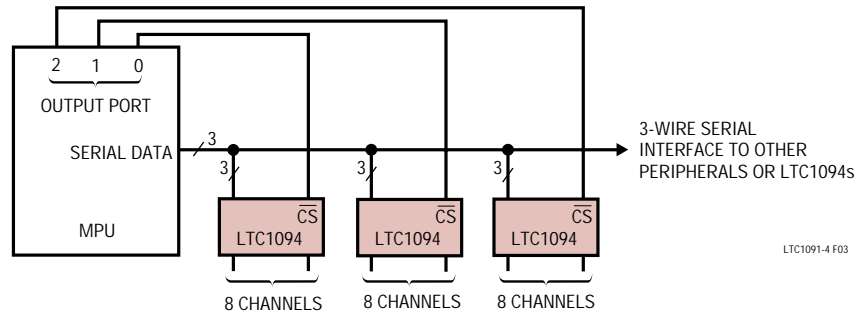 2 1 0
OUTPUT PORT
SERIAL DATA
3
MPU
3
3
3
3-WIRE SERIAL
INTERFACE TO OTHER
PERIPHERALS OR LTC1094s
CS
LTC1094
CS
LTC1094
CS
LTC1094
8 CHANNELS
8 CHANNELS
8 CHANNELS
LTC1091-4 F03